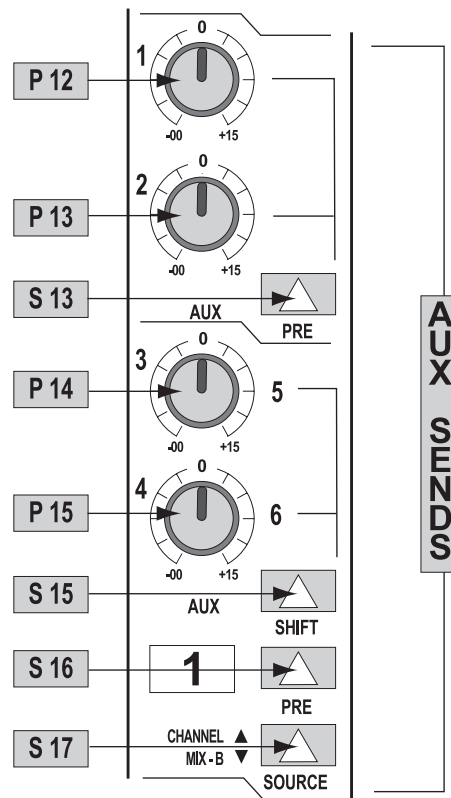 0
1
P 12
-00 +15
2
0
P 13
-00 +15
S 13
AUX
PRE
0
3
P 14
5
-00 +15
0
4
P 15
6
-00 +15
S 15
AUX
SHIFT
S 16
1
PRE
CHANNEL ▲
S 17
MIX - B ▼
SOURCE
AUX SENDS